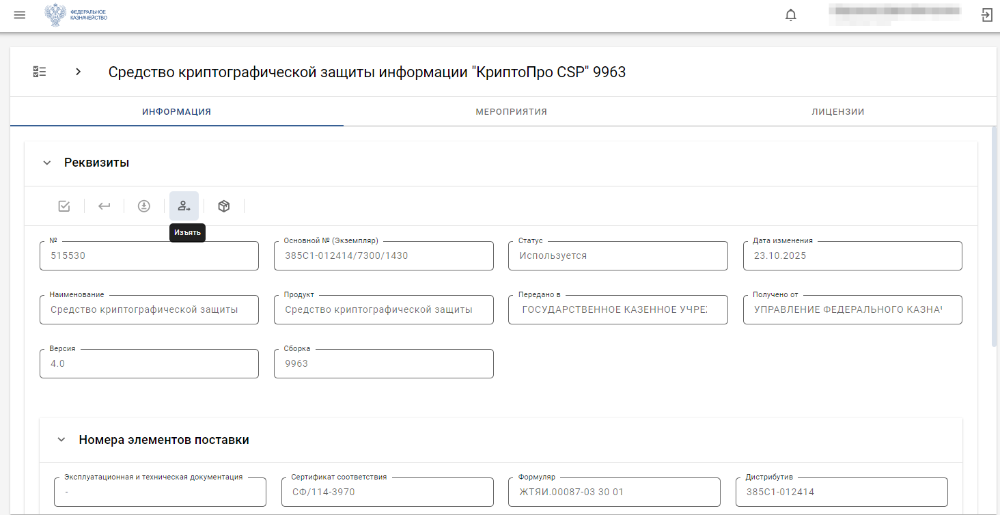 ФЕДЕРАЛЬНОЕ
КАЗНАЧЕЙСТВО
Средство криптографической защиты информации "КриптоПро CSP" 9963
ИНФОРМАЦИЯ
МЕРОПРИЯТИЯ
ЛИЦЕНЗИИ
Реквизиты
Изъять
№
515530
Основной № (Экземпляр)
385С1-012414/7300/1430
Статус
Используется
Дата изменения
23.10.2025
Наименование
Средство криптографической защиты
Продукт
Средство криптографической защиты
Передано в
ГОСУДАРСТВЕННОЕ КАЗЕННОЕ УЧРЕ
Получено от
УПРАВЛЕНИЕ ФЕДЕРАЛЬНОГО КАЗНА
Версия
4.0
Сборка
9963
Номера элементов поставки
Эксплуатационная и техническая документация
-
Сертификат соответствия
СФ/114-3970
Формуляр
ЖТЯИ.00087-03 30 01
Дистрибутив
385С1-012414